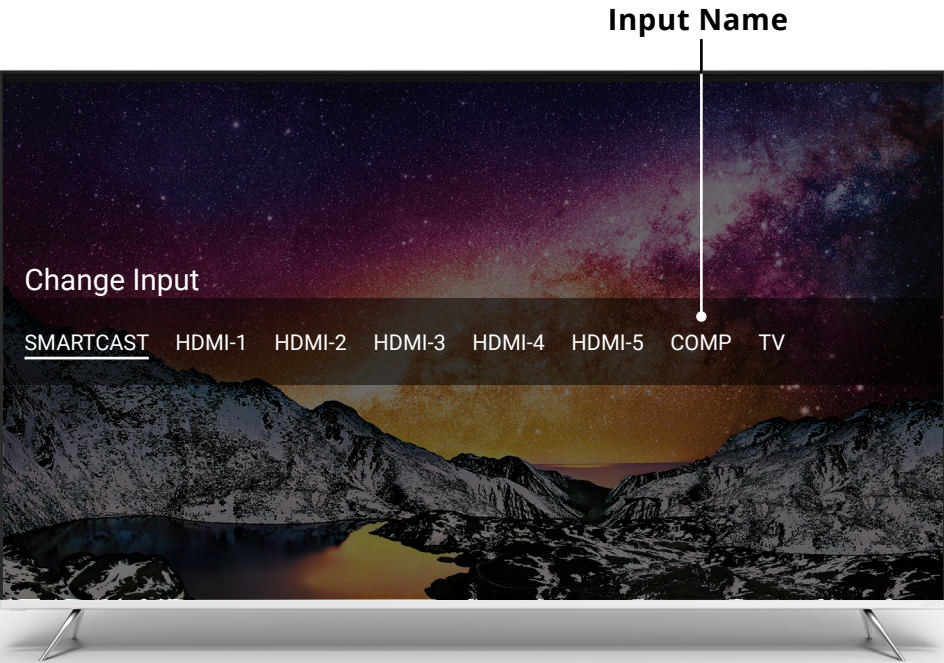 Input Name
Change Input
SMARTCAST HDMI-1 HDMI-2 HDMI-3 HDMI-4 HDMI-5 COMP TV